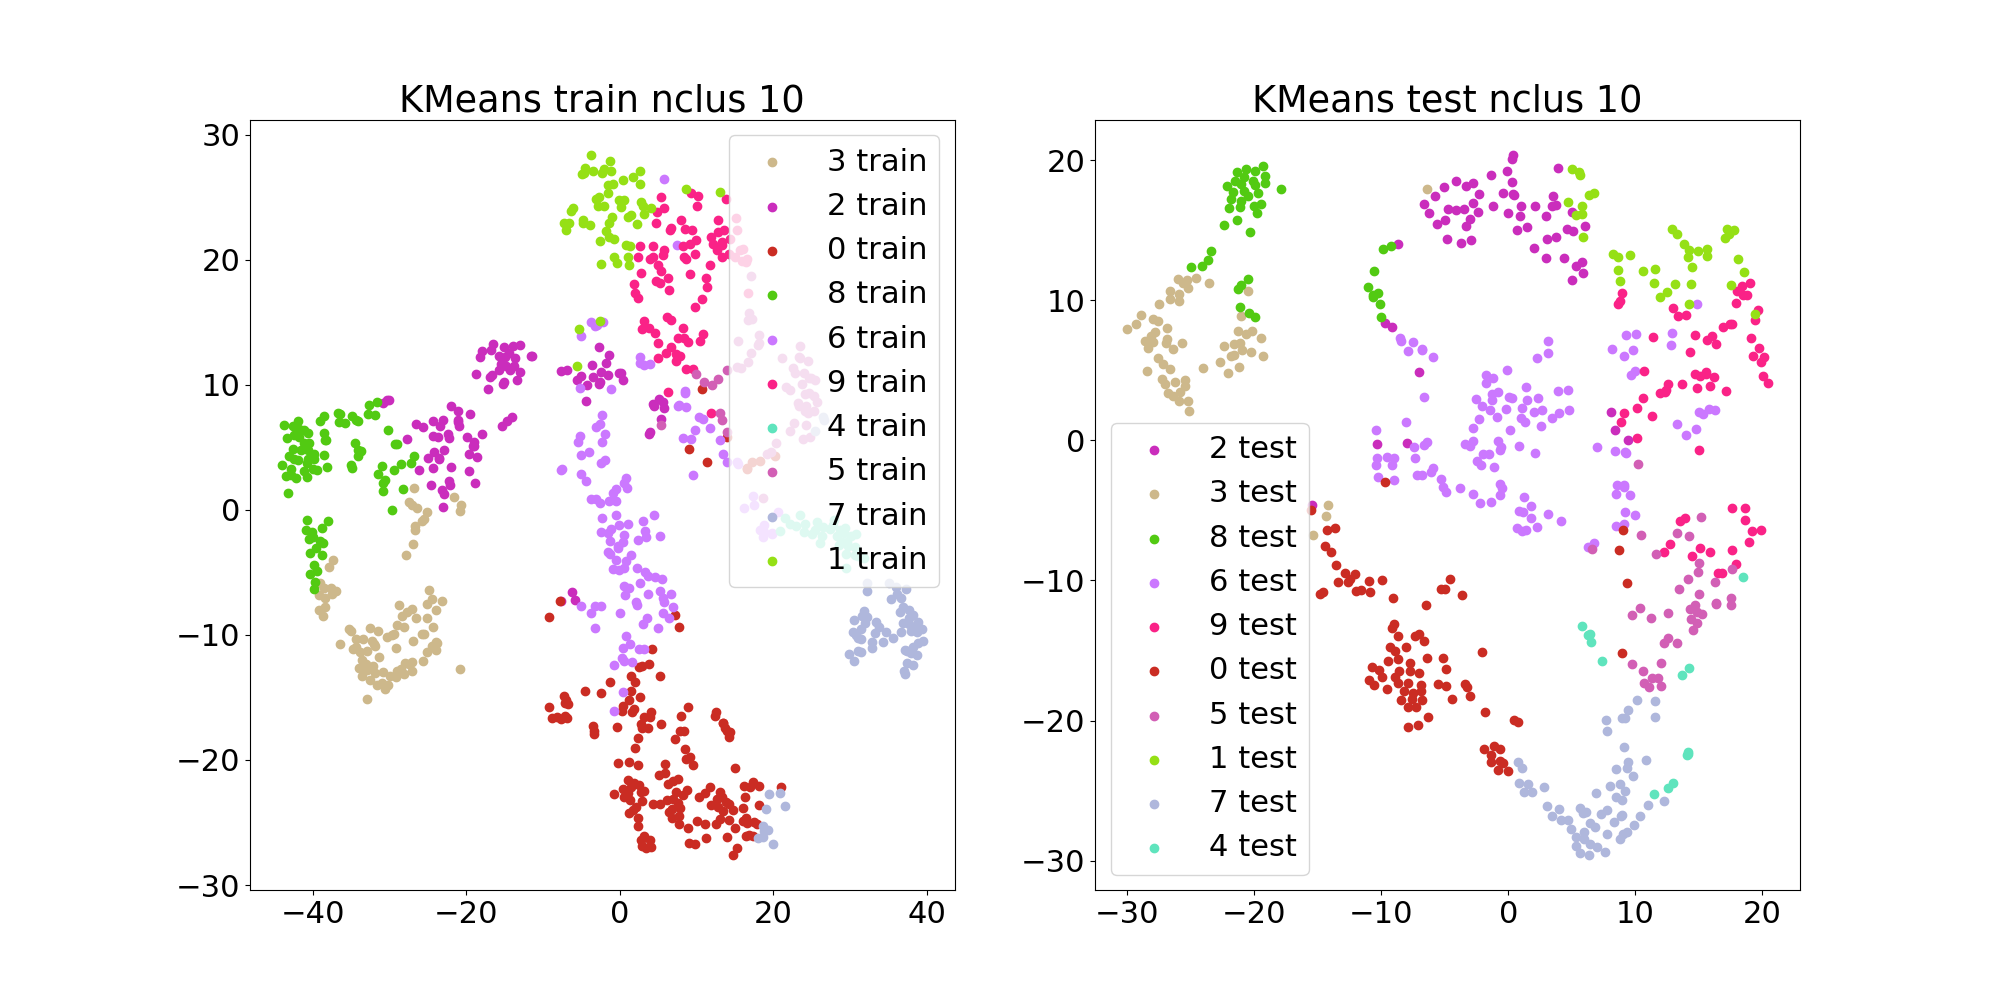 KMeans train nclus 10
30
20
10
0
−10
−20
−30
−40
−20
0
20
40
3 train
2 train
0 train
8 train
6 train
9 train
4 train
5 train
7 train
1 train
KMeans test nclus 10
20
10
0
−10
−20
−30
−30
−20
−10
0
10
20
2 test
3 test
8 test
6 test
9 test
0 test
5 test
1 test
7 test
4 test